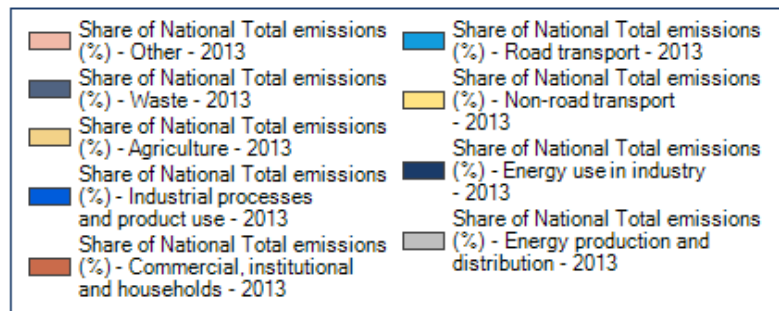 Share of National Total emissions
(%) - Other - 2013
Share of National Total emissions
(%) - Waste - 2013
Share of National Total emissions
(%) - Agriculture - 2013
Share of National Total emissions
(%) - Industrial processes
and product use - 2013
Share of National Total emissions
(%) - Commercial, institutional
and households - 2013
Share of National Total emissions
(%) - Road transport - 2013
Share of National Total emissions
(%) - Non-road transport
- 2013
Share of National Total emissions
(%) - Energy use in industry
- 2013
Share of National Total emissions
(%) - Energy production and
distribution - 2013